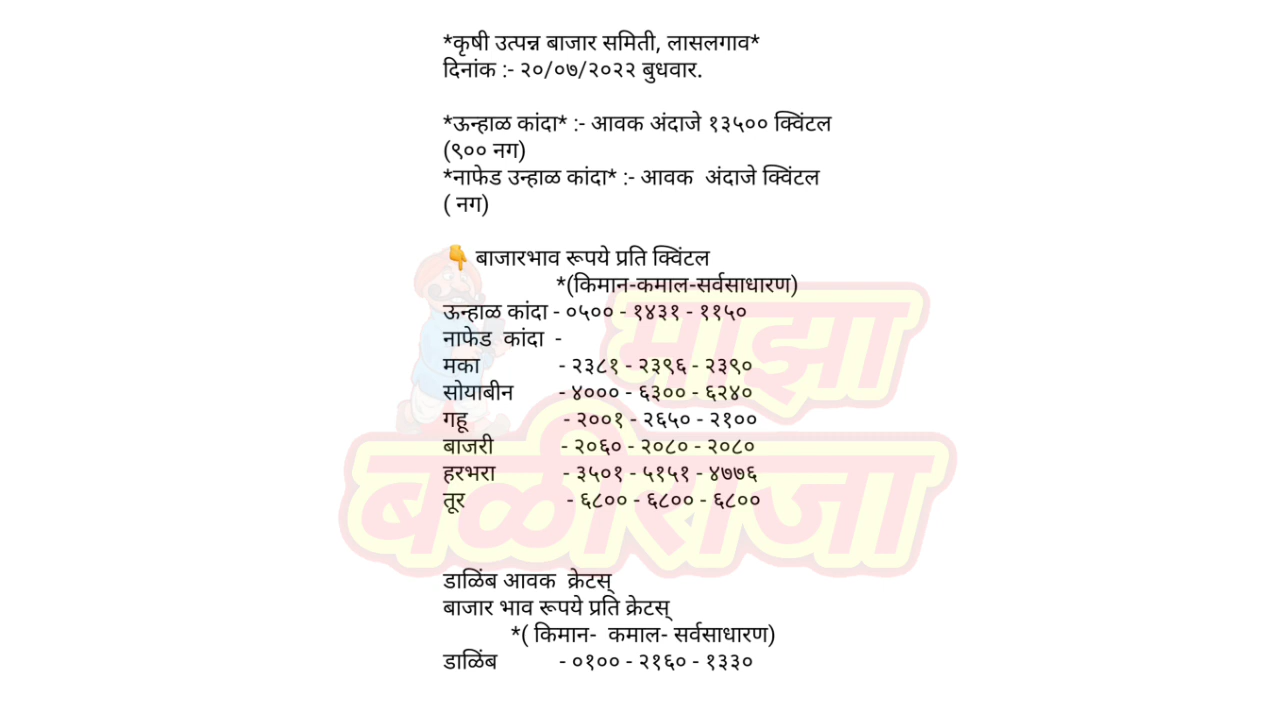 *कृषी उत्पन्न बाजार समिती, लासलगाव*
दिनांक :- २०/०७/२०२२ बुधवार.
*ऊन्हाळ कांदा* :- आवक अंदाजे १३५०० क्विंटल
(९०० नग)
*नाफेड उन्हाळ कांदा* :- आवक  अंदाजे क्विंटल
( नग)
👇 बाजारभाव रूपये प्रति क्विंटल
*(किमान-कमाल-सर्वसाधारण)
ऊन्हाळ कांदा - ०५०० - १४३१ - ११५०
नाफेड  कांदा  -
मका - २३८१ - २३९६ - २३९०
सोयाबीन - ४००० - ६३०० - ६२४०
गहू - २००१ - २६५० - २१००
बाजरी - २०६० - २०८० - २०८०
हरभरा - ३५०१ - ५१५१ - ४७७६
तूर - ६८०० - ६८०० - ६८००
माझा
बळीराजा
डाळिंब आवक  क्रेटस्
बाजार भाव रूपये प्रति क्रेटस्
*( किमान-  कमाल- सर्वसाधारण)
डाळिंब - ०१०० - २१६० - १३३०